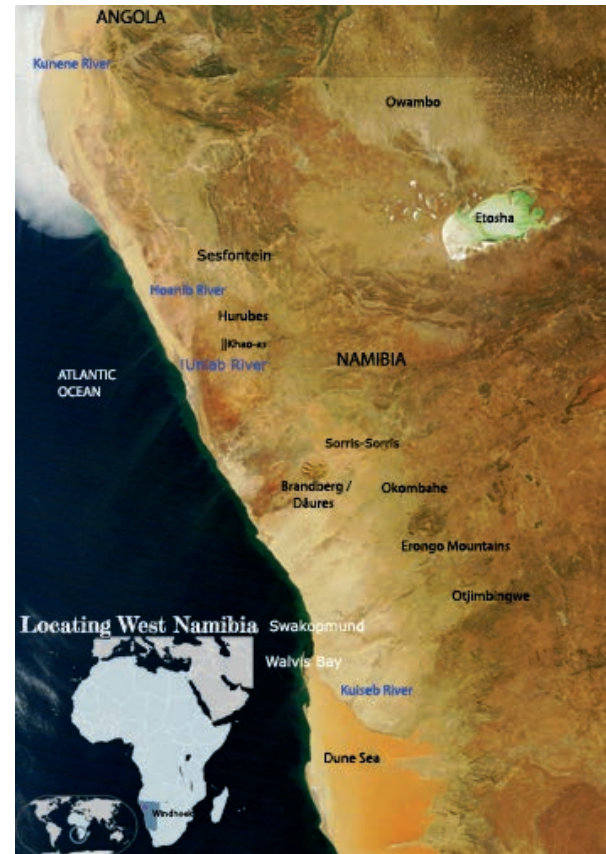 ANGOLA
Kunene River
Owambo
Etosha
Sesfontein
Hoanib River
Hurubes
||Khao-as
!Uniab River
NAMIBIA
ATLANTIC
OCEAN
Sorris-Sorris
Brandberg /
Dâures
Okombahe
Erongo Mountains
Otjimbingwe
Locating West Namibia
Swakopmund
Walvis Bay
Kuiseb River
Dune Sea
Windhoek